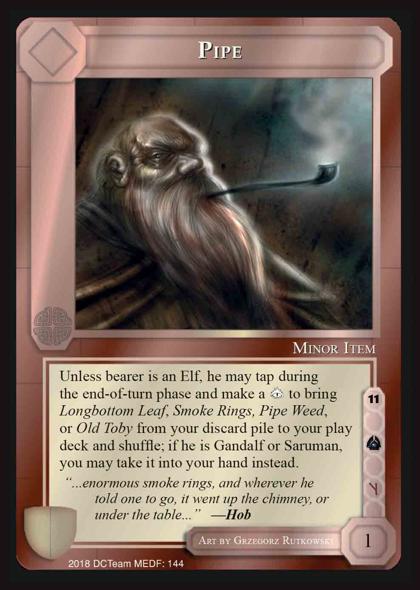 PIPE
MINOR ITEM
Unless bearer is an Elf, he may tap during
the end-of-turn phase and make a to bring
Longbottom Leaf, Smoke Rings, Pipe Weed,
or Old Toby from your discard pile to your play
deck and shuffle; if he is Gandalf or Saruman,
you may take it into your hand instead.
"...enormous smoke rings, and wherever he
told one to go, it went up the chimney, or
under the table..." —Hob
11
ART BY GRZEGORZ RUTKOWSKI
1
2018 DCTeam MEDF: 144